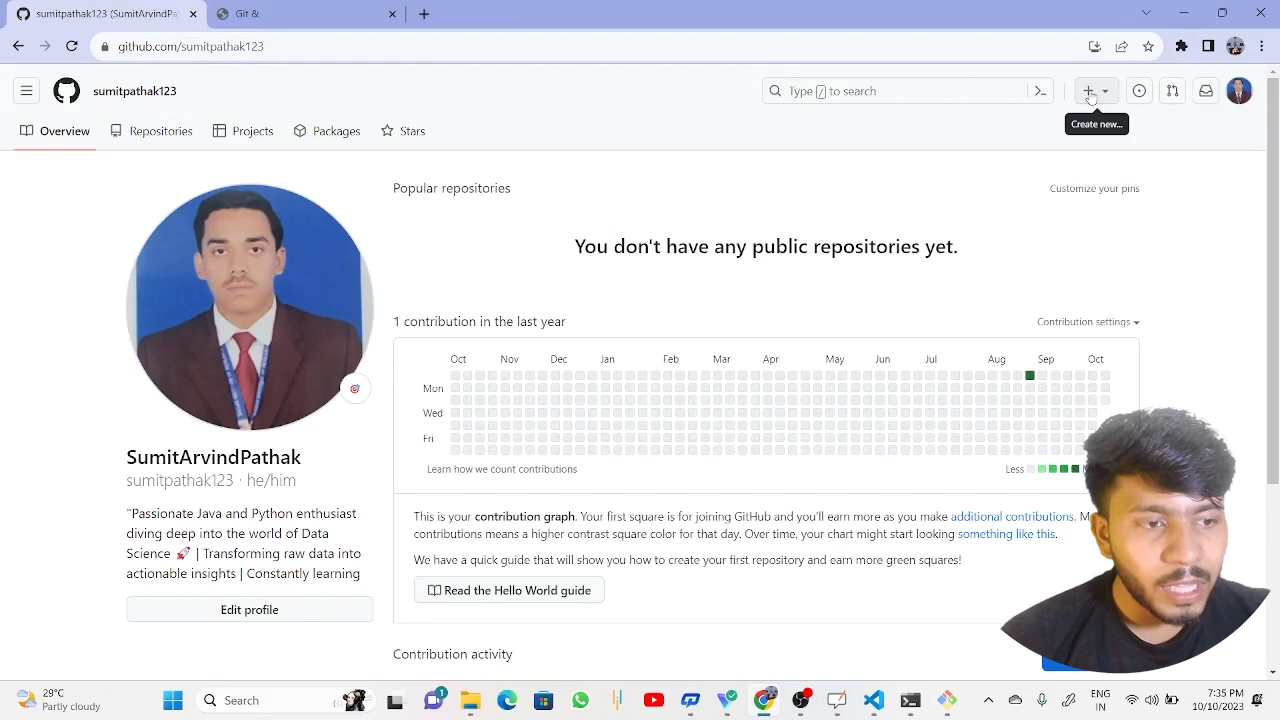 sumitpathak123 (SumitArvindPa
Git &
github.com/sumitpathak123
sumitpathak123
Type / to search
Create new...
Overview
Repositories
Projects
Packages
Stars
Popular repositories
Customize your pins
You don't have any public repositories yet.
1 contribution in the last year
Contribution settings
Oct Nov Dec Jan Feb Mar Apr May Jun Jul Aug Sep Oct
Mon
Wed
Fri
Learn how we count contributions
Less
SumitArvindPathak
sumitpathak123 · he/him
"Passionate Java and Python enthusiast
diving deep into the world of Data
Science 🚀 | Transforming raw data into
actionable insights | Constantly learning
Edit profile
This is your contribution graph. Your first square is for joining GitHub and you'll earn more as you make additional contributions.
contributions means a higher contrast square color for that day. Over time, your chart might start looking something like this.
We have a quick guide that will show you how to create your first repository and earn more green squares!
Read the Hello World guide
Contribution activity
29°C
Partly cloudy
Search
1
ENG
IN
7:35 PM
10/10/2023